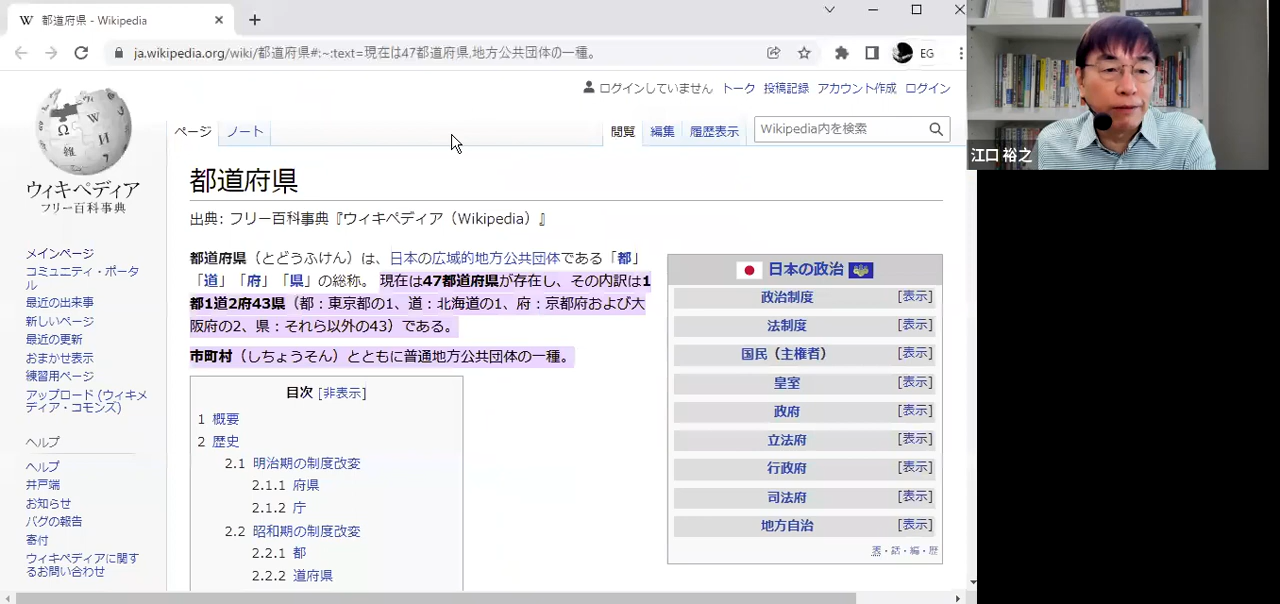 都道府県 - Wikipedia
ja.wikipedia.org/wiki/都道府県#:~:text=現在は47都道府県,地方公共団体の一種。
EG
江口 裕之
ログインしていません トーク 投稿記録 アカウント作成 ログイン
ページ ノート 閲覧 編集 履歴表示 Wikipedia内を検索
ウィキペディア
フリー百科事典
メインページ
コミュニティ・ポータ
ル
最近の出来事
新しいページ
最近の更新
おまかせ表示
練習用ページ
アップロード (ウィキメ
ディア・コモンズ)
ヘルプ
ヘルプ
井戸端
お知らせ
バグの報告
寄付
ウィキペディアに関す
るお問い合わせ
都道府県
出典: フリー百科事典『ウィキペディア（Wikipedia）』
都道府県（とどうふけん）は、日本の広域的地方公共団体である「都」
「道」「府」「県」の総称。現在は47都道府県が存在し、その内訳は1
都1道2府43県（都：東京都の1、道：北海道の1、府：京都府および大
阪府の2、県：それら以外の43）である。
市町村（しちょうそん）とともに普通地方公共団体の一種。
目次 [非表示]
1 概要
2 歴史
2.1 明治期の制度改変
2.1.1 府県
2.1.2 庁
2.2 昭和期の制度改変
2.2.1 都
2.2.2 道府県
日本の政治
政治制度 [表示]
法制度 [表示]
国民（主権者） [表示]
皇室 [表示]
政府 [表示]
立法府 [表示]
行政府 [表示]
司法府 [表示]
地方自治 [表示]
表・話・編・歴